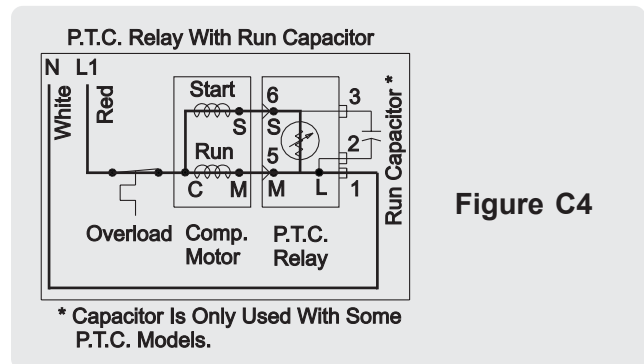 P.T.C. Relay With Run Capacitor
N L1
White
Red
Start
S
Run
C M
6
S
5
M
L
3
2
1
Run Capacitor *
Overload
Comp.
Motor
P.T.C.
Relay
Figure C4
* Capacitor Is Only Used With Some
P.T.C. Models.